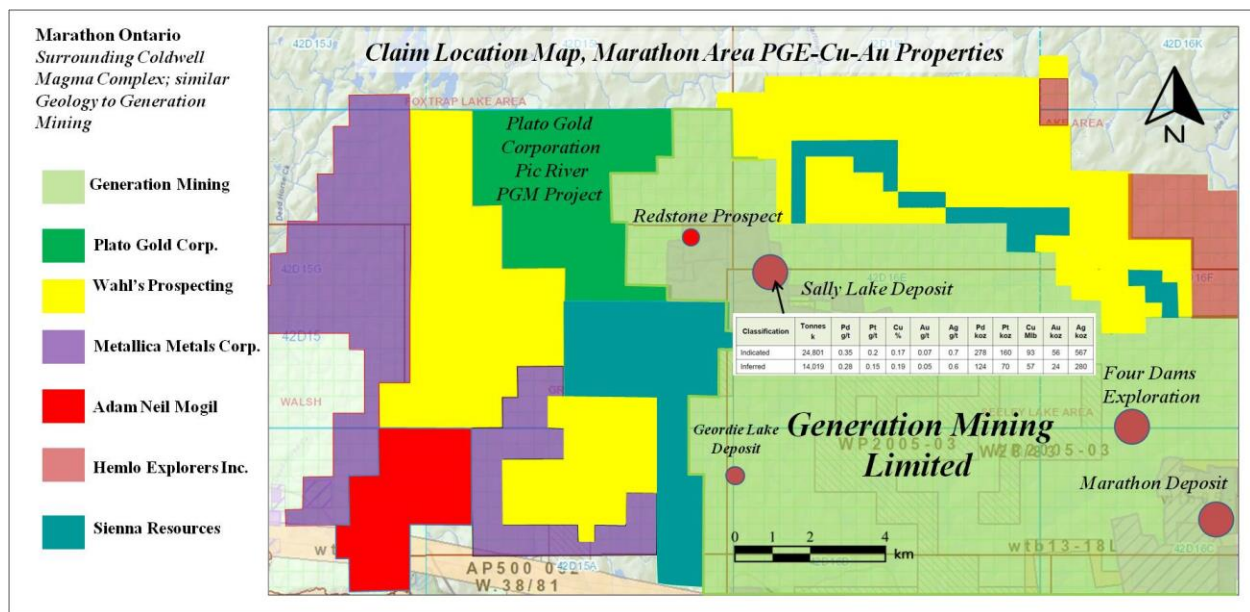 Marathon Ontario
Surrounding Coldwell
Magma Complex; similar
Geology to Generation
Mining
Generation Mining
Plato Gold Corp.
Wahl's Prospecting
Metallica Metals Corp.
Adam Neil Mogil
Hemlo Explorers Inc.
Sienna Resources
42D15J
42D16K
Claim Location Map, Marathon Area PGE-Cu-Au Properties
FOXTRAP LAKE AREA
Plato Gold
Corporation
Pic River
PGM Project
N
Redstone Prospect
42D15G
42D16E
Sally Lake Deposit
42D15
Classification Tonnes k Pd g/t Pt g/t Cu % Au g/t Ag g/t Pd koz Pt koz Cu Mlb Au koz Ag koz
Indicated 24,801 0.35 0.2 0.17 0.07 0.7 278 160 93 56 567
Inferred 14,019 0.28 0.15 0.19 0.05 0.6 124 70 57 24 280
Four Dams
Exploration
WALSH
SEELEY LAKE AREA
Geordie Lake
Deposit
Generation Mining
Limited
WP2005-03
Marathon Deposit
0 2 4
km
wtb13-18L
42D16C
AP500
42D15A
W.38/81